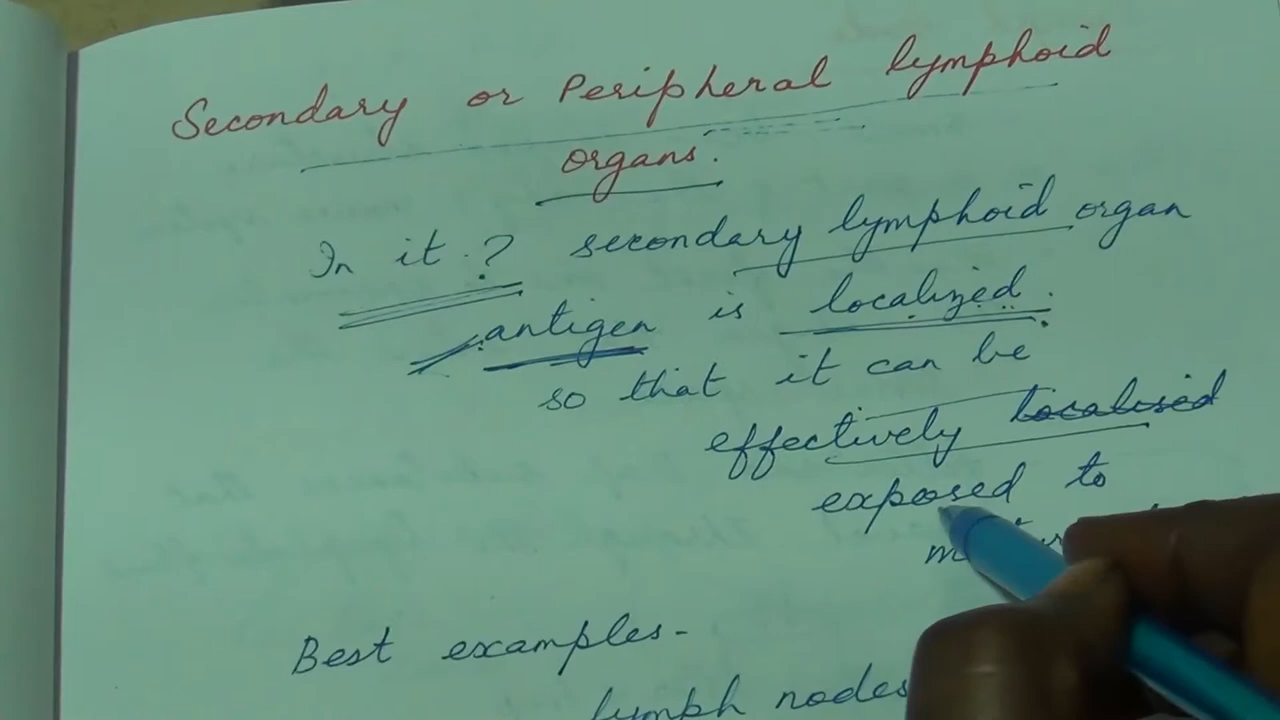 Secondary or Peripheral lymphoid
organs.
In it ? secondary lymphoid organ
antigen is localized.
so that it can be
effectively localised
exposed to
Best examples-
lymph nodes